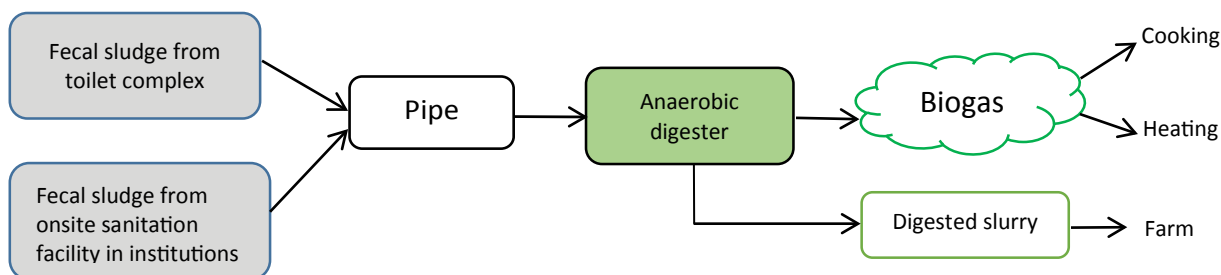 Fecal sludge from
toilet complex
Fecal sludge from
onsite sanitation
facility in institutions
Pipe
Anaerobic
digester
Biogas
Cooking
Heating
Digested slurry
Farm